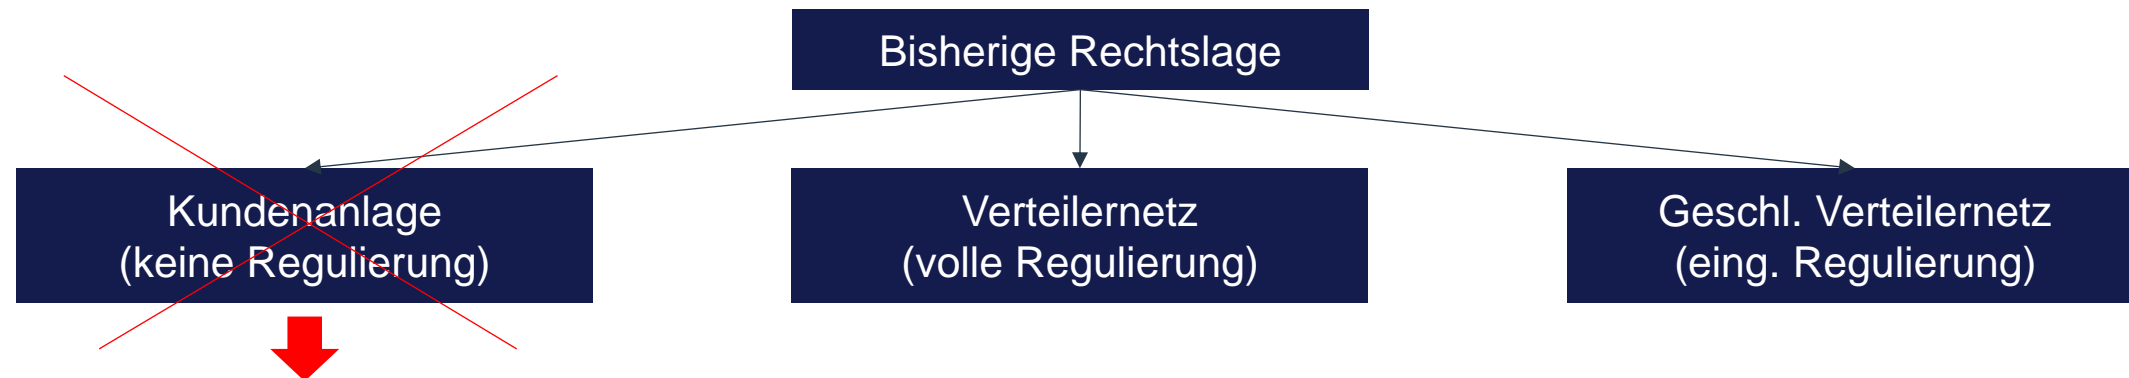 Bisherige Rechtslage
Kundenanlage
(keine Regulierung)
Verteilernetz
(volle Regulierung)
Geschl. Verteilernetz
(eing. Regulierung)